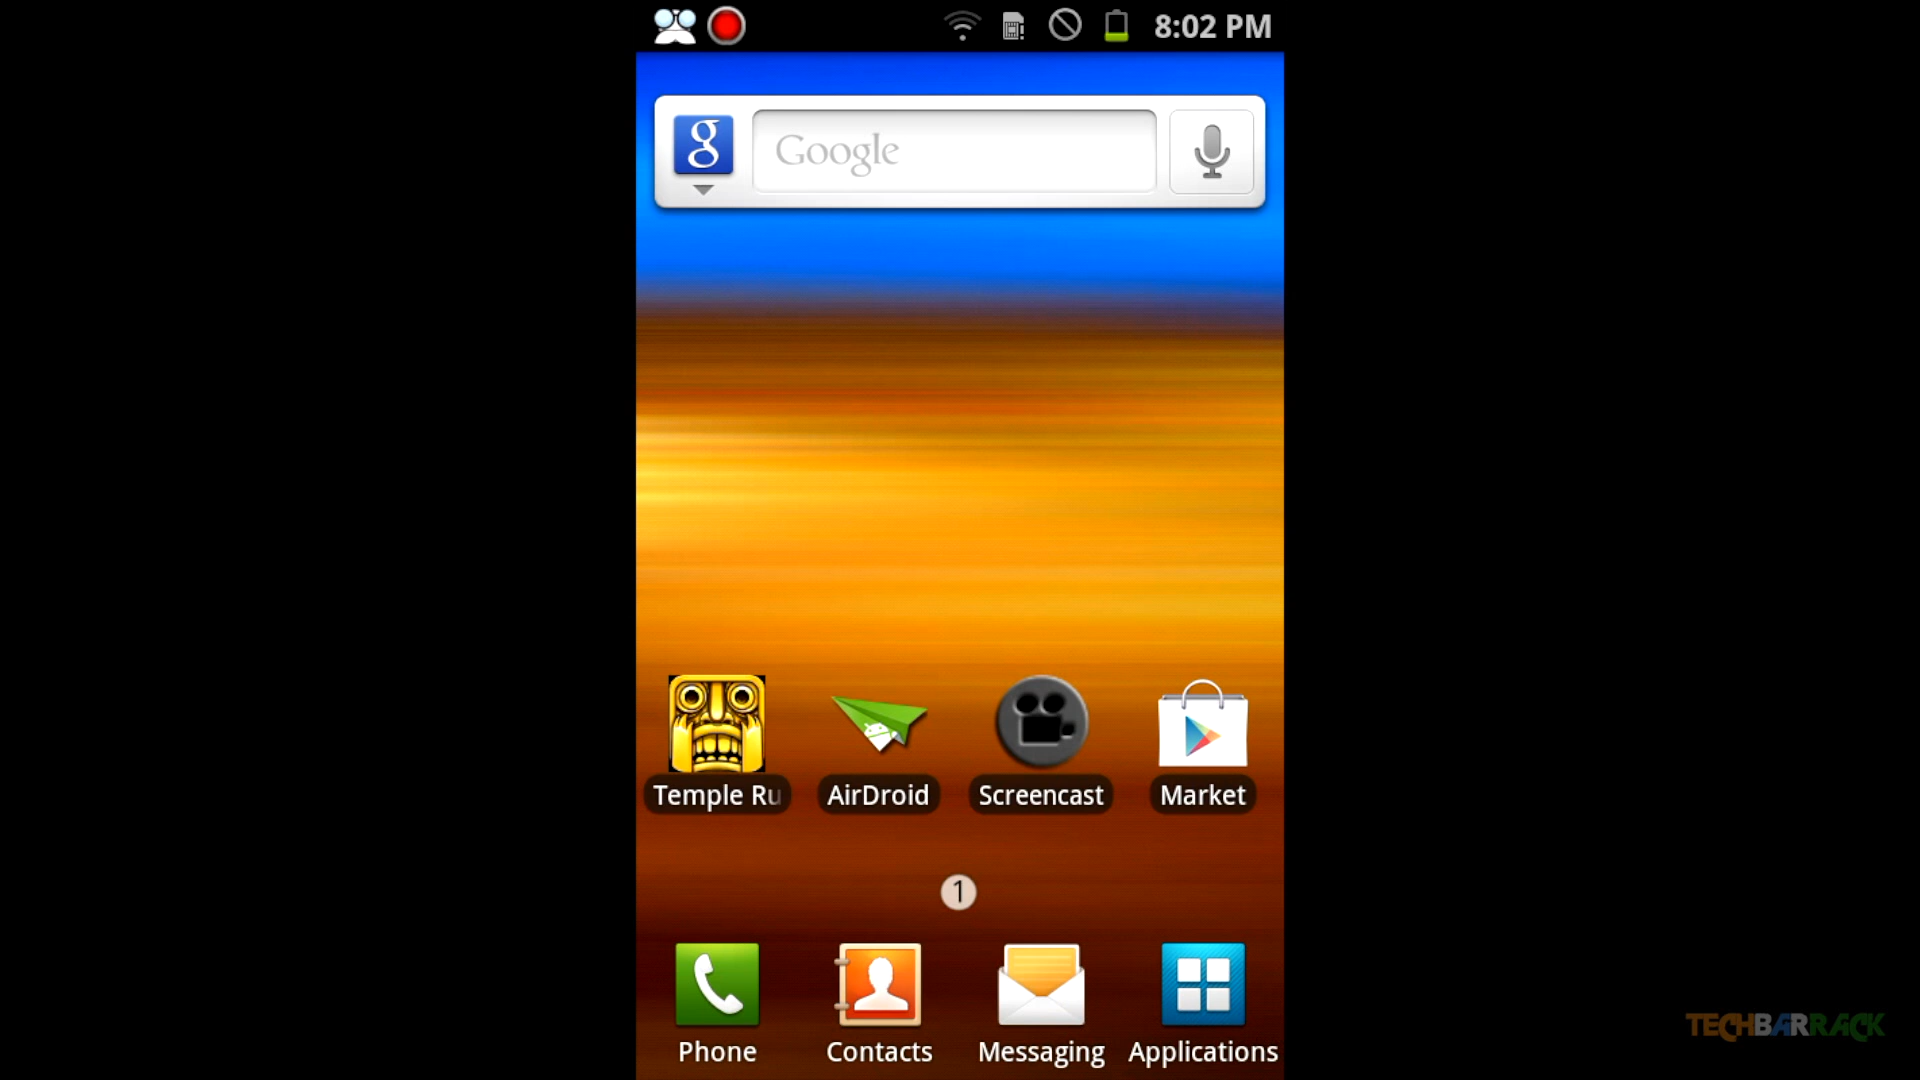 8:02 PM
g
Google
Temple Ru
AirDroid
Screencast
Market
1
Phone
Contacts
Messaging
Applications
TECHBARRACK